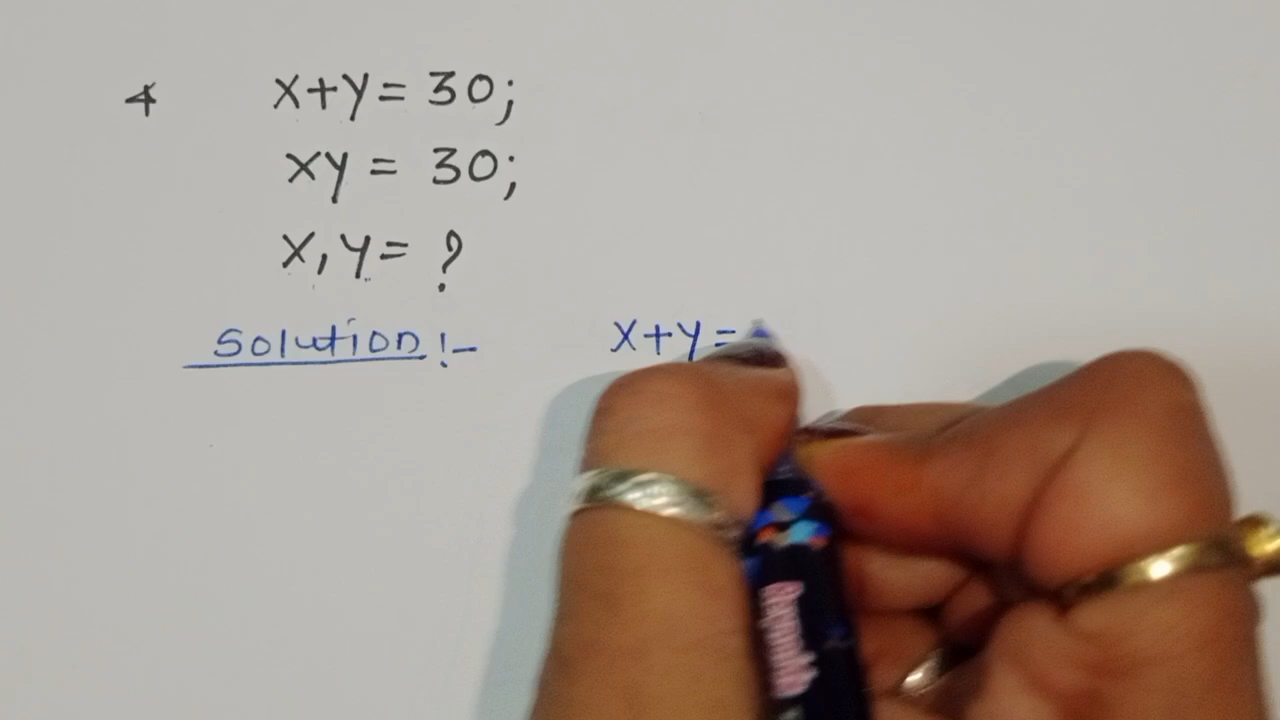 4 x+y= 30;
xy = 30;
x,y= ?
Solution!- x+y=